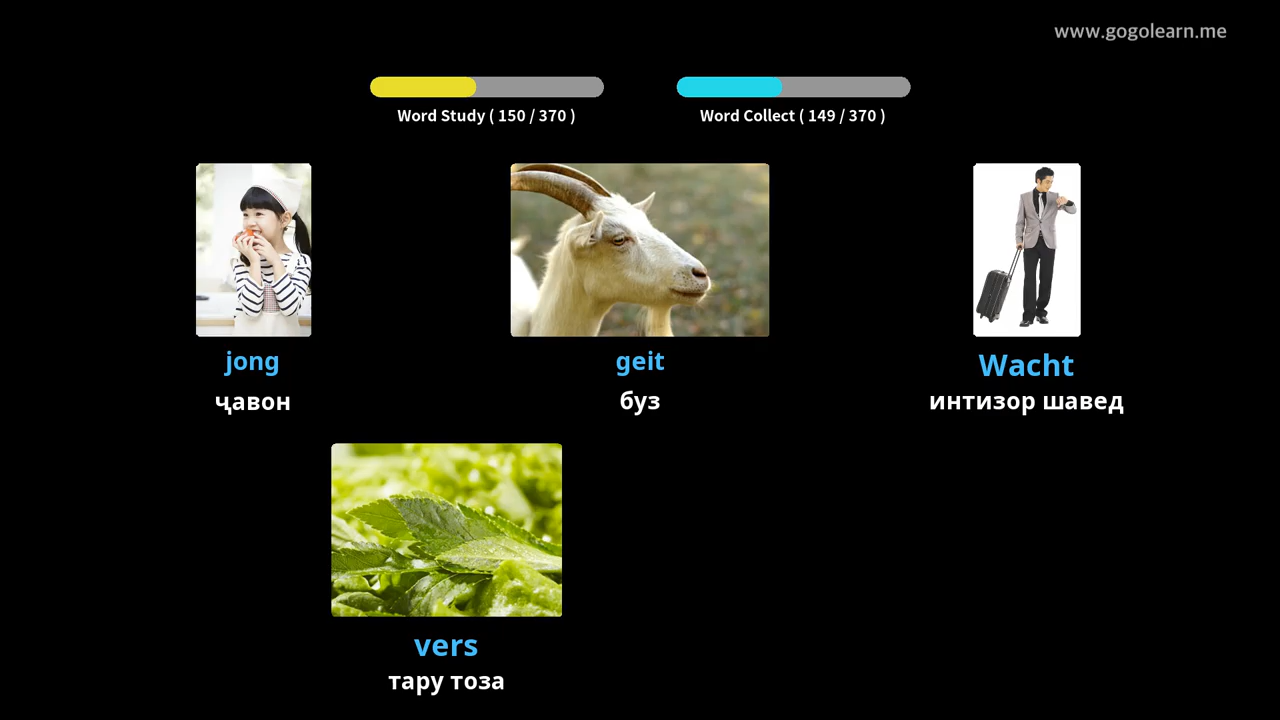 www.gogolearn.me
Word Study ( 150 / 370 )
Word Collect ( 149 / 370 )
jong
geit
Wacht
ҷавон
буз
интизор шавед
vers
тару тоза